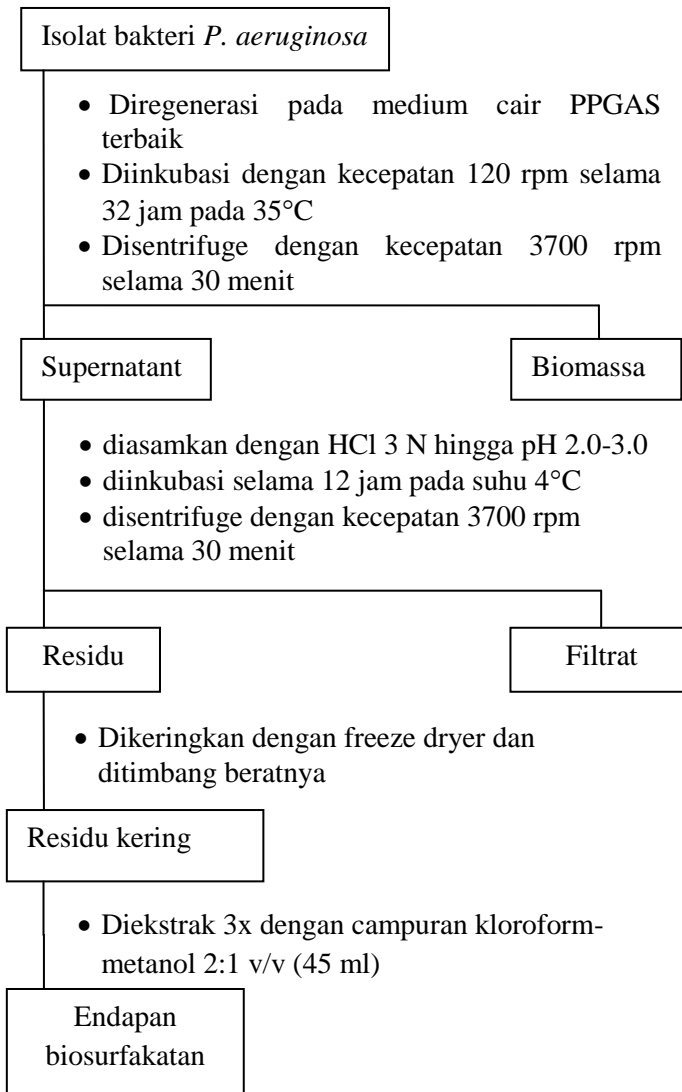 Isolat bakteri P. aeruginosa
• Diregenerasi pada medium cair PPGAS
terbaik
• Diinkubasi dengan kecepatan 120 rpm selama
32 jam pada 35°C
• Disentrifuge dengan kecepatan 3700 rpm
selama 30 menit
Supernatant
Biomassa
• diasamkan dengan HCl 3 N hingga pH 2.0-3.0
• diinkubasi selama 12 jam pada suhu 4°C
• disentrifuge dengan kecepatan 3700 rpm
selama 30 menit
Residu
Filtrat
• Dikeringkan dengan freeze dryer dan
ditimbang beratnya
Residu kering
• Diekstrak 3x dengan campuran kloroform-
metanol 2:1 v/v (45 ml)
Endapan
biosurfakatan